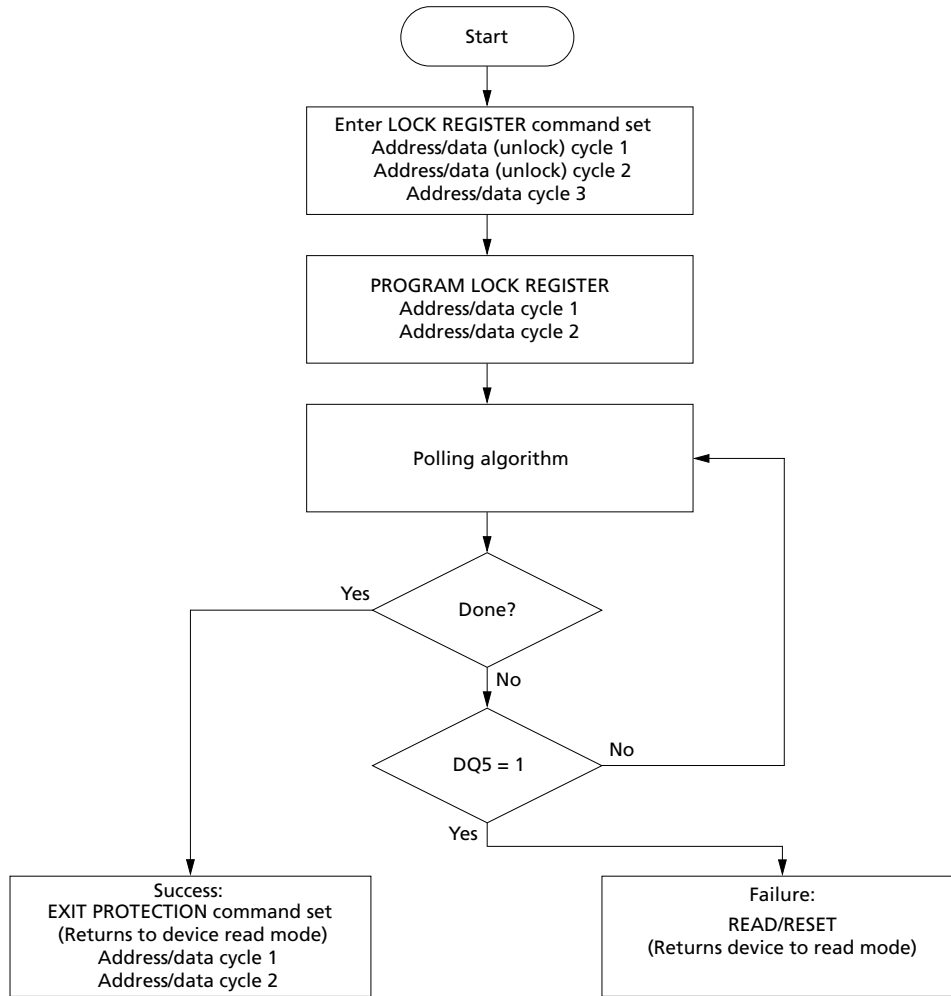 Start
Enter LOCK REGISTER command set
Address/data (unlock) cycle 1
Address/data (unlock) cycle 2
Address/data cycle 3
PROGRAM LOCK REGISTER
Address/data cycle 1
Address/data cycle 2
Polling algorithm
Yes
Done?
No
DQ5 = 1
No
Yes
Success:
EXIT PROTECTION command set
(Returns to device read mode)
Address/data cycle 1
Address/data cycle 2
Failure:
READ/RESET
(Returns device to read mode)